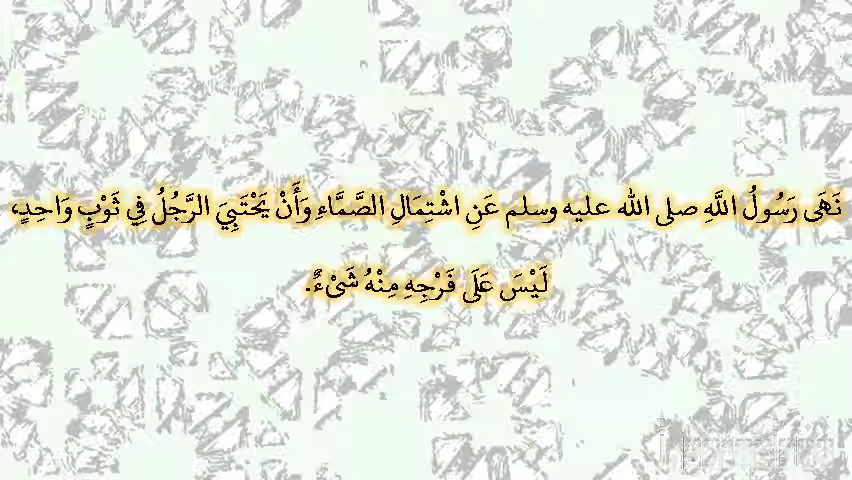 نَهَى رَسُولُ اللَّهِ صلى الله عليه وسلم عَنِ اشْتِمَالِ الصَّمَّاءِ وَأَنْ يَحْتَبِيَ الرَّجُلُ فِي ثَوْبٍ وَاحِدٍ،
لَيْسَ عَلَى فَرْجِهِ مِنْهُ شَىْءٌ.